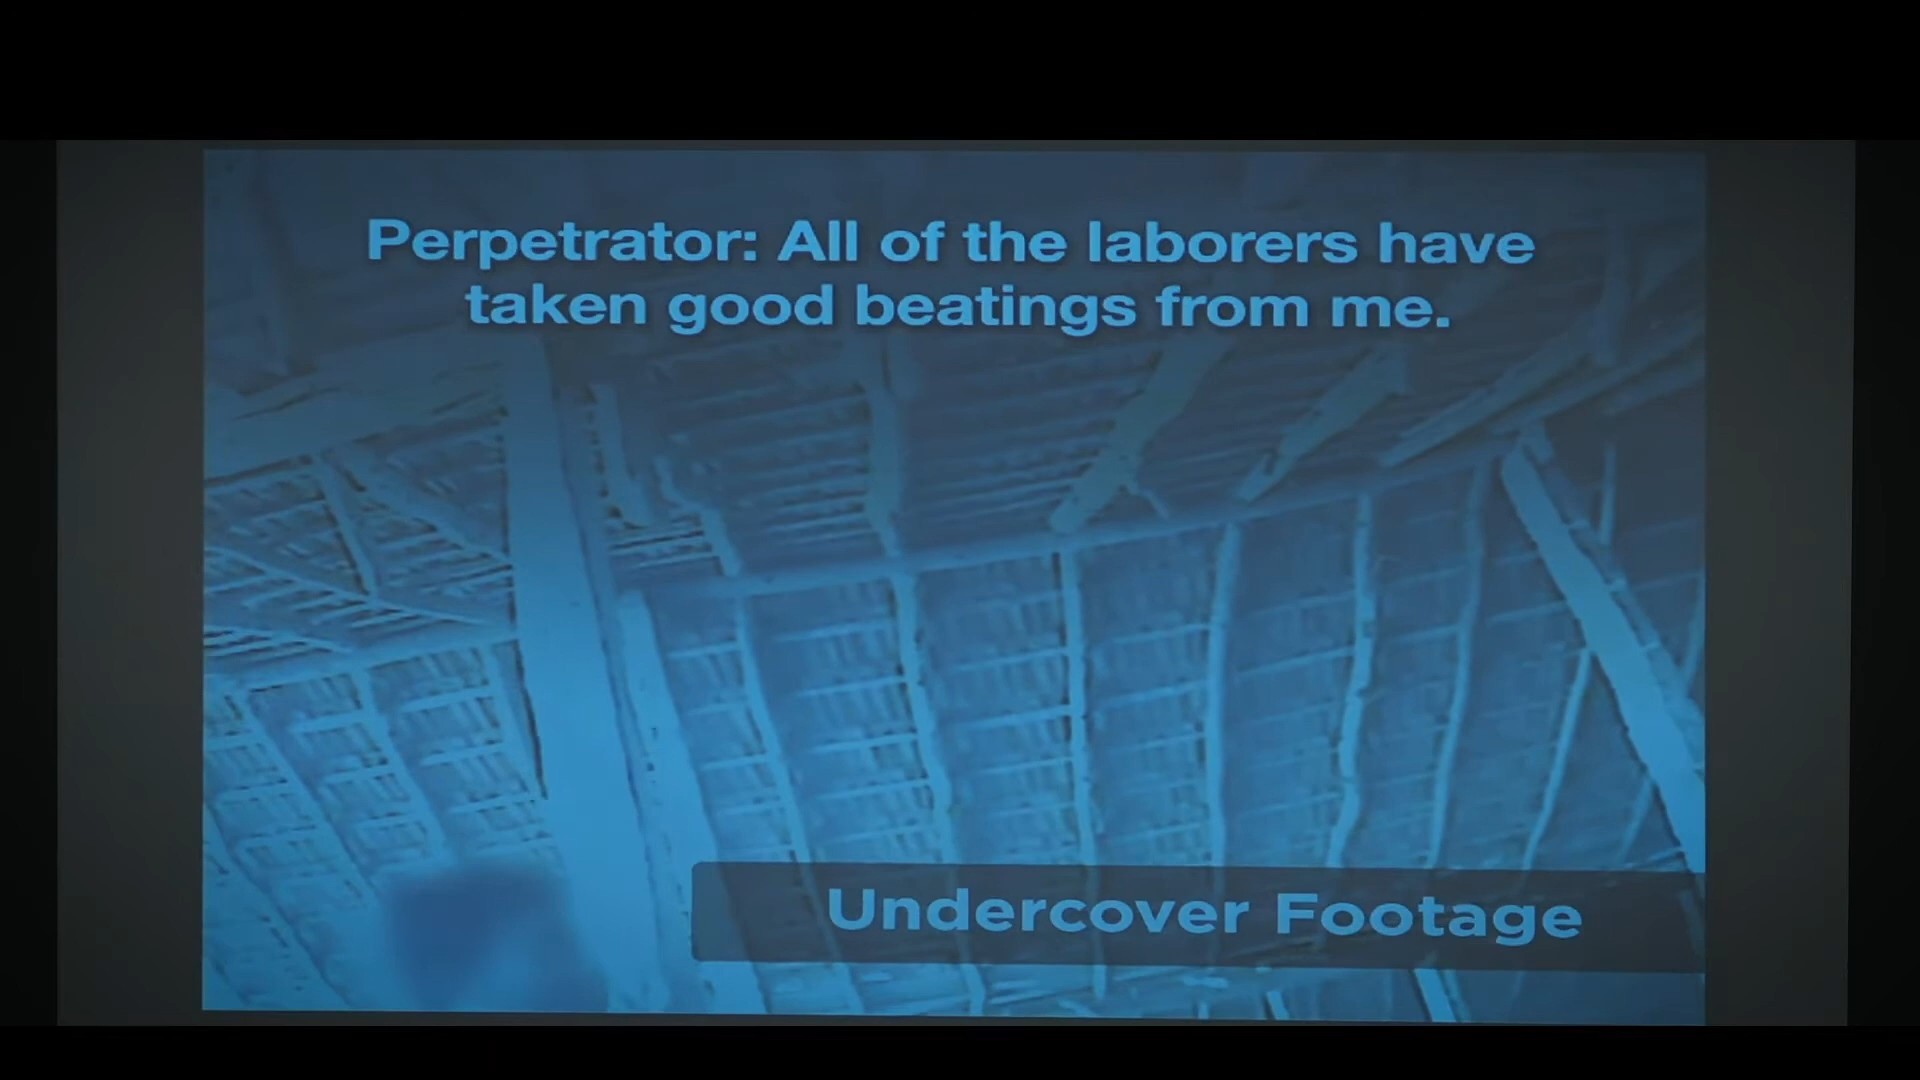 Perpetrator: All of the laborers have
taken good beatings from me.
Undercover Footage